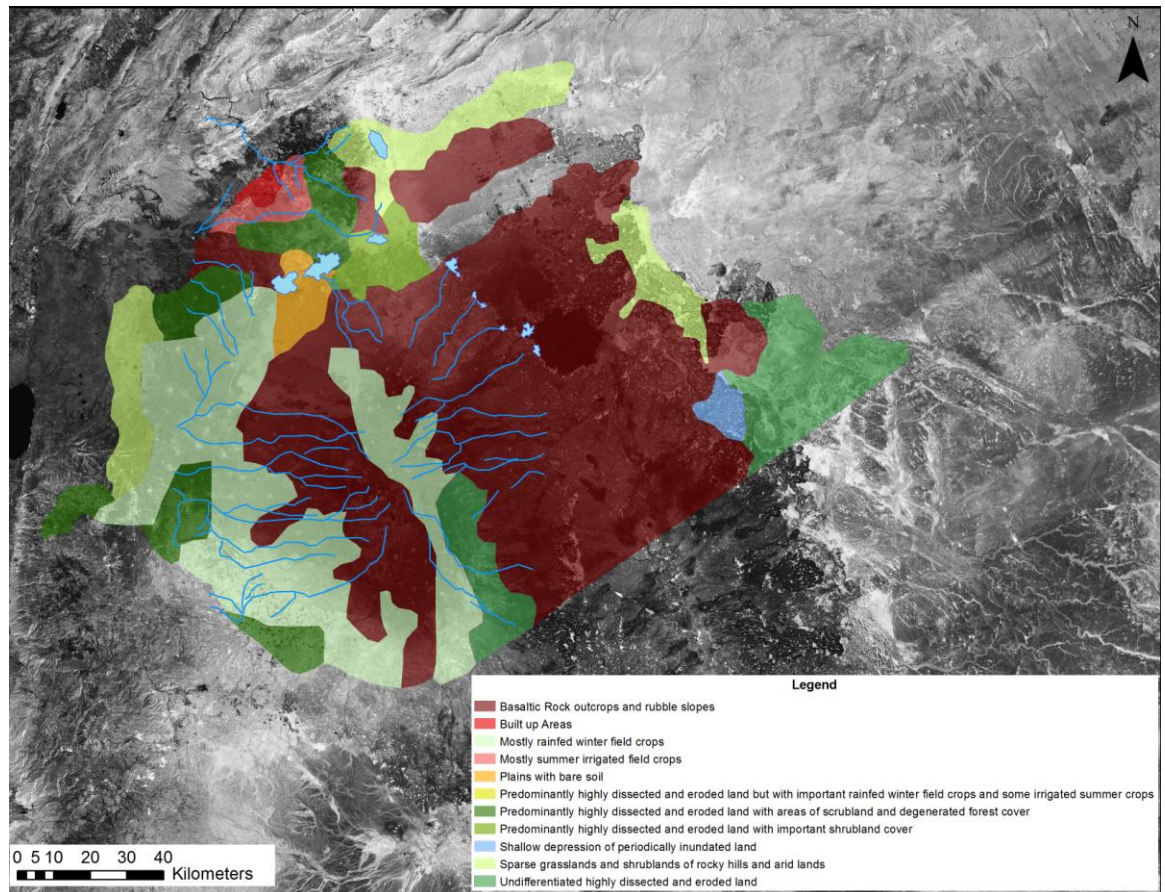 N
Legend
Basaltic Rock outcrops and rubble slopes
Built up Areas
Mostly rainfed winter field crops
Mostly summer irrigated field crops
Plains with bare soil
Predominantly highly dissected and eroded land but with important rainfed winter field crops and some irrigated summer crops
Predominantly highly dissected and eroded land with areas of scrubland and degenerated forest cover
Predominantly highly dissected and eroded land with important shrubland cover
Shallow depression of periodically inundated land
Sparse grasslands and shrublands of rocky hills and arid lands
Undifferentiated highly dissected and eroded land
0 5 10 20 30 40
Kilometers